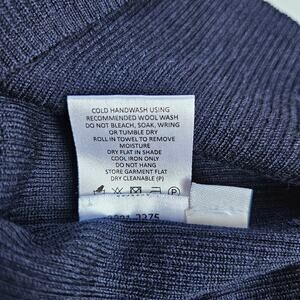 COLD HANDWASH USING
RECOMMENDED WOOL WASH
DO NOT BLEACH, SOAK, WRING
OR TUMBLE DRY
ROLL IN TOWEL TO REMOVE
MOISTURE
DRY FLAT IN SHADE
COOL IRON ONLY
DO NOT HANG
STORE GARMENT FLAT
DRY CLEANABLE (P)
P